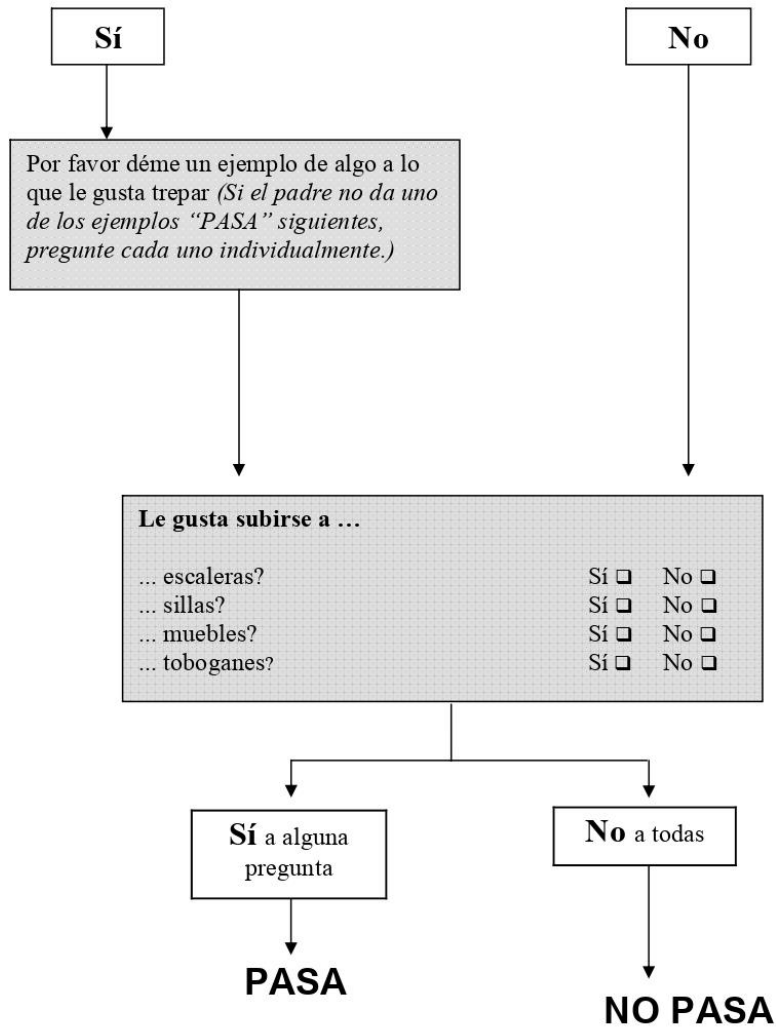 Sí
No
Por favor déme un ejemplo de algo a lo
que le gusta trepar (Si el padre no da uno
de los ejemplos “PASA” siguientes,
pregunte cada uno individualmente.)
Le gusta subirse a …
... escaleras? Sí ❑ No ❑
... sillas? Sí ❑ No ❑
... muebles? Sí ❑ No ❑
... toboganes? Sí ❑ No ❑
Sí a alguna
pregunta
No a todas
PASA
NO PASA